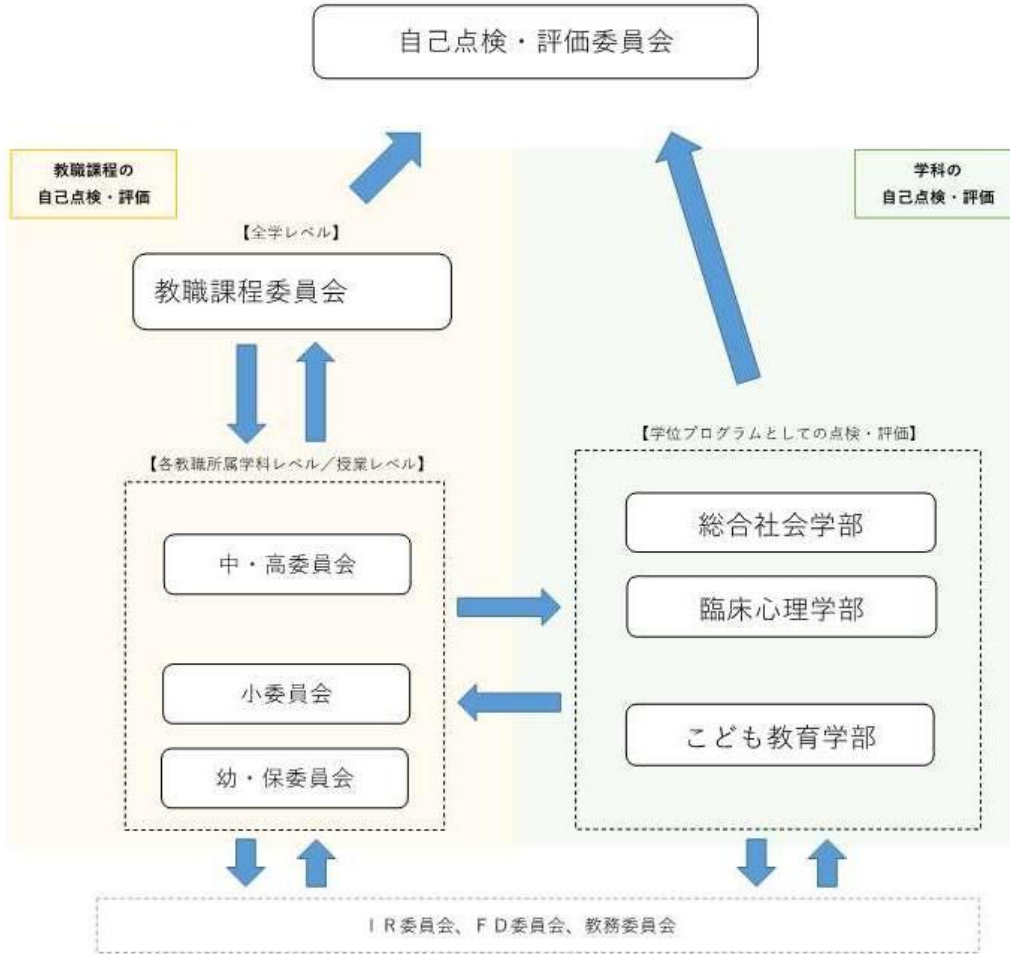 自己点検・評価委員会
教職課程の
自己点検・評価
学科の
自己点検・評価
【全学レベル】
教職課程委員会
【各教職所属学科レベル／授業レベル】
中・高委員会
小委員会
幼・保委員会
【学位プログラムとしての点検・評価】
総合社会学部
臨床心理学部
こども教育学部
ＩＲ委員会、ＦＤ委員会、教務委員会